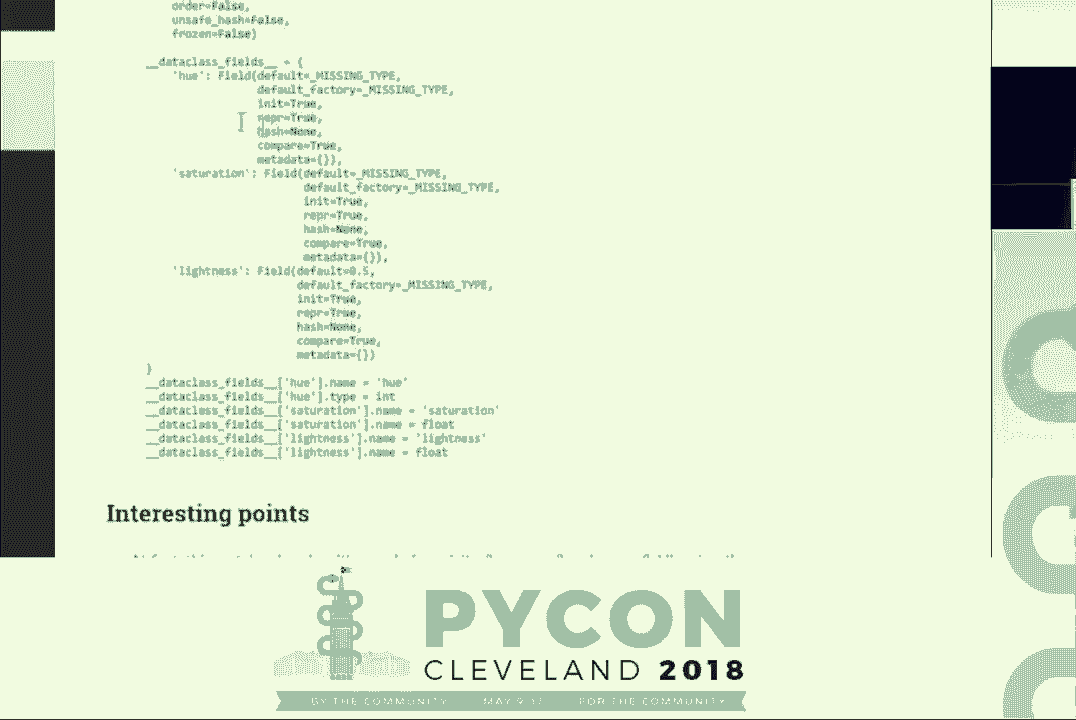 order=False,
unsafe_hash=False,
frozen=False)
__dataclass_fields__ = {
'hue': Field(default=_MISSING_TYPE,
default_factory=_MISSING_TYPE,
init=True,
repr=True,
hash=None,
compare=True,
metadata={}),
'saturation': Field(default=_MISSING_TYPE,
default_factory=_MISSING_TYPE,
init=True,
repr=True,
hash=None,
compare=True,
metadata={}),
'lightness': Field(default=0.5,
default_factory=_MISSING_TYPE,
init=True,
repr=True,
hash=None,
compare=True,
metadata={})
}
__dataclass_fields__['hue'].name = 'hue'
__dataclass_fields__['hue'].type = int
__dataclass_fields__['saturation'].name = 'saturation'
__dataclass_fields__['saturation'].name = float
__dataclass_fields__['lightness'].name = 'lightness'
__dataclass_fields__['lightness'].name = float
Interesting points
PYCON
CLEVELAND 2018
BY THE COMMUNITY MAY 9-17 FOR THE COMMUNITY